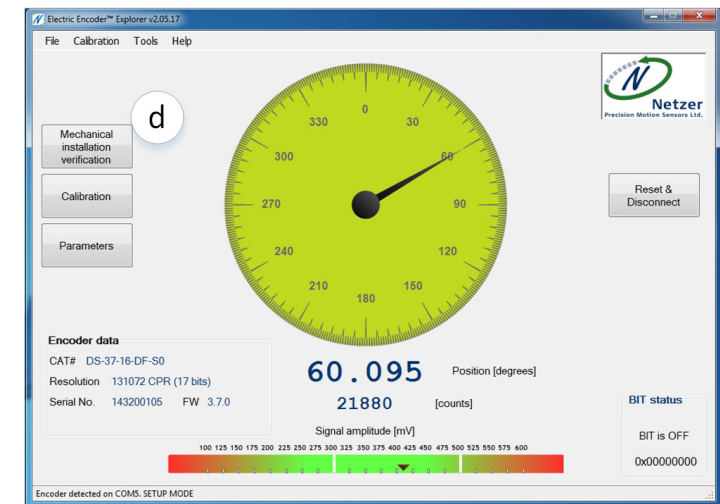 Electric Encoder™ Explorer v2.05.17
File Calibration Tools Help
d
Mechanical
installation
verification
Calibration
Parameters
0
30
60
90
120
150
180
210
240
270
300
330
N
Netzer
Precision Motion Sensors Ltd.
Reset &
Disconnect
Encoder data
CAT# DS-37-16-DF-S0
Resolution 131072 CPR (17 bits)
Serial No. 143200105 FW 3.7.0
60.095 Position [degrees]
21880 [counts]
Signal amplitude [mV]
100 125 150 175 200 225 250 275 300 325 350 375 400 425 450 475 500 525 550 575 600
BIT status
BIT is OFF
0x00000000
Encoder detected on COM5. SETUP MODE